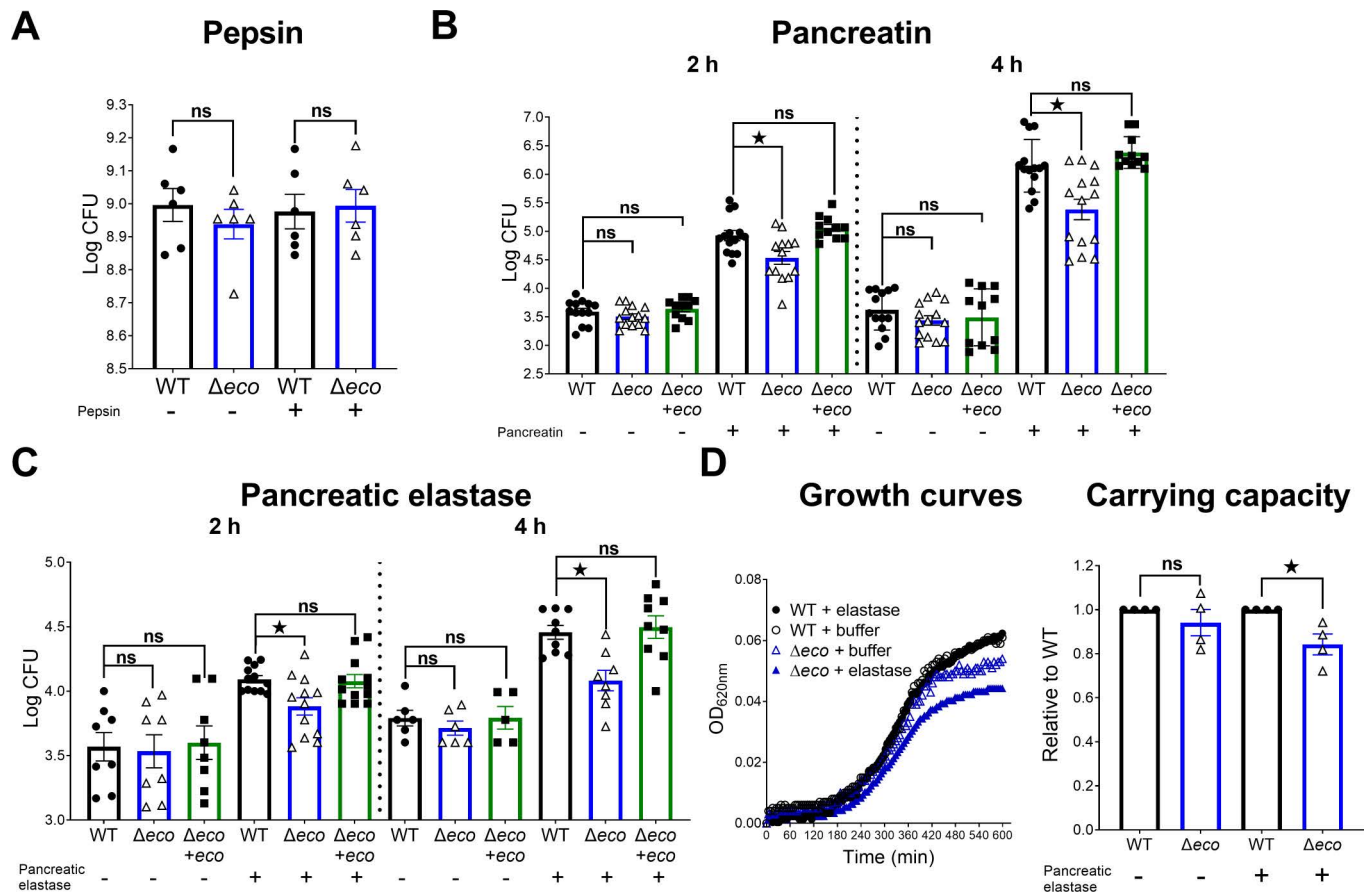 A
Pepsin
ns
ns
Log CFU
9.3
9.2
9.1
9.0
8.9
8.8
8.7
8.6
8.5
WT
Δeco
WT
Δeco
Pepsin
-
-
+
+
B
Pancreatin
2 h
4 h
ns
ns
ns
ns
ns
ns
ns
ns
Log CFU
7.0
6.5
6.0
5.5
5.0
4.5
4.0
3.5
3.0
2.5
WT
Δeco
Δeco
+eco
WT
Δeco
Δeco
+eco
WT
Δeco
Δeco
+eco
WT
Δeco
Δeco
+eco
Pancreatin
-
-
-
+
+
+
-
-
-
+
+
+
C
Pancreatic elastase
2 h
4 h
ns
ns
ns
ns
ns
ns
Log CFU
5.0
4.5
4.0
3.5
3.0
WT
Δeco
Δeco
+eco
WT
Δeco
Δeco
+eco
WT
Δeco
Δeco
+eco
WT
Δeco
Δeco
+eco
Pancreatic
elastase
-
-
-
+
+
+
-
-
-
+
+
+
D
Growth curves
OD620nm
0.08
0.06
0.04
0.02
0.00
WT + elastase
WT + buffer
Δeco + buffer
Δeco + elastase
0 60 120 180 240 300 360 420 480 540 600
Time (min)
Carrying capacity
ns
Relative to WT
1.2
1.0
0.8
0.6
0.4
0.2
0.0
WT
Δeco
WT
Δeco
Pancreatic
elastase
-
-
+
+